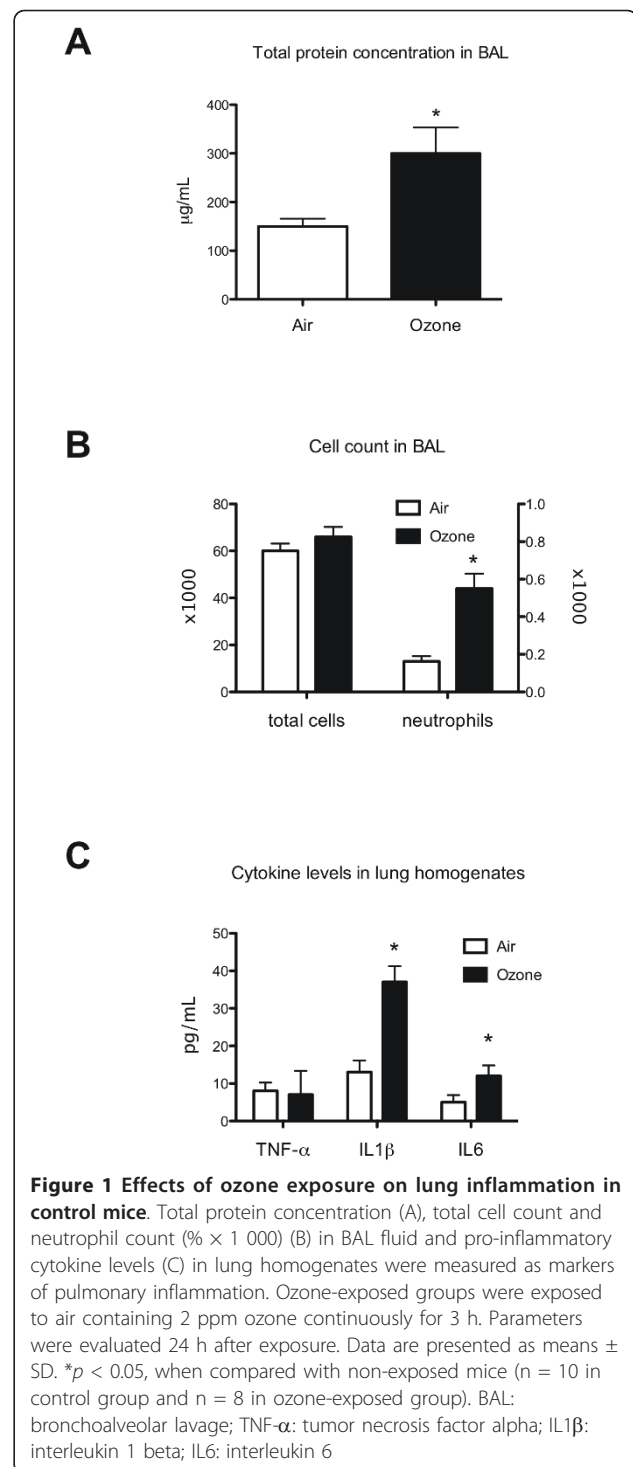 A
Total protein concentration in BAL
*
400
300
200
100
0
µg/mL
Air
Ozone
B
Cell count in BAL
80
60
40
20
0
x1000
Air
Ozone
*
1.0
0.8
0.6
0.4
0.2
0.0
x1000
total cells
neutrophils
C
Cytokine levels in lung homogenates
50
40
30
20
10
0
pg/mL
*
Air
Ozone
*
TNF-α
IL1β
IL6
Figure 1 Effects of ozone exposure on lung inflammation in
control mice. Total protein concentration (A), total cell count and
neutrophil count (% × 1 000) (B) in BAL fluid and pro-inflammatory
cytokine levels (C) in lung homogenates were measured as markers
of pulmonary inflammation. Ozone-exposed groups were exposed
to air containing 2 ppm ozone continuously for 3 h. Parameters
were evaluated 24 h after exposure. Data are presented as means ±
SD. *p < 0.05, when compared with non-exposed mice (n = 10 in
control group and n = 8 in ozone-exposed group). BAL:
bronchoalveolar lavage; TNF-α: tumor necrosis factor alpha; IL1β:
interleukin 1 beta; IL6: interleukin 6